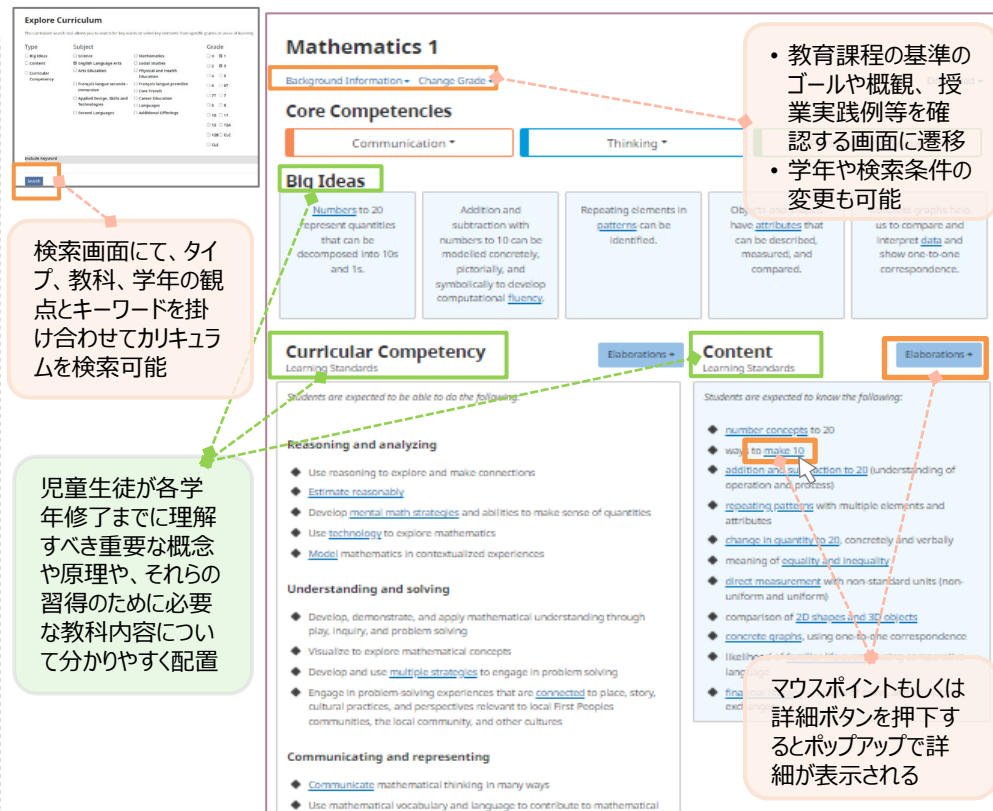 Explore Curriculum
Type
Big Ideas
Content
Curricular
Competency
Subject
Science
English Language Arts
Arts Education
Français langue seconde -
immersion
Applied Design, Skills and
Technologies
Second Languages
Mathematics
Social Studies
Physical and Health
Education
Français langue première
Core French
Career Education
Languages
Additional Offerings
Grade
Include Keyword
Search
検索画面にて、タイ
プ、教科、学年の観
点とキーワードを掛
け合わせてカリキュラ
ムを検索可能
児童生徒が各学
年修了までに理解
すべき重要な概念
や原理や、それらの
習得のために必要
な教科内容につい
て分かりやすく配置
Mathematics 1
Background Information Change Grade
• 教育課程の基準の
ゴールや概観、授
業実践例等を確
認する画面に遷移
• 学年や検索条件の
変更も可能
Core Competencies
Communication
Thinking
Big Ideas
Numbers to 20
represent quantities
that can be
decomposed into 10s
and 1s.
Addition and
subtraction with
numbers to 10 can be
modelled concretely,
pictorially, and
symbolically to develop
computational fluency.
Repeating elements in
patterns can be
identified.
have attributes that
can be described,
measured, and
compared.
us to compare and
interpret data and
show one-to-one
correspondence.
Curricular Competency
Elaborations +
Learning Standards
Students are expected to be able to do the following:
Reasoning and analyzing
◆ Use reasoning to explore and make connections
◆ Estimate reasonably
◆ Develop mental math strategies and abilities to make sense of quantities
◆ Use technology to explore mathematics
◆ Model mathematics in contextualized experiences
Understanding and solving
◆ Develop, demonstrate, and apply mathematical understanding through
play, inquiry, and problem solving
◆ Visualize to explore mathematical concepts
◆ Develop and use multiple strategies to engage in problem solving
◆ Engage in problem-solving experiences that are connected to place, story,
cultural practices, and perspectives relevant to local First Peoples
communities, the local community, and other cultures
Communicating and representing
◆ Communicate mathematical thinking in many ways
◆ Use mathematical vocabulary and language to contribute to mathematical
Content
Elaborations +
Learning Standards
Students are expected to know the following:
◆ number concepts to 20
◆ ways to make 10
◆ addition and subtraction to 20 (understanding of
operation and process)
◆ repeating patterns with multiple elements and
attributes
◆ change in quantity to 20, concretely and verbally
◆ meaning of equality and inequality
◆ direct measurement with non-standard units (non-
uniform and uniform)
◆ comparison of 2D shapes and 3D objects
◆ concrete graphs, using one-to-one correspondence
マウスポイントもしくは
詳細ボタンを押下す
るとポップアップで詳
細が表示される